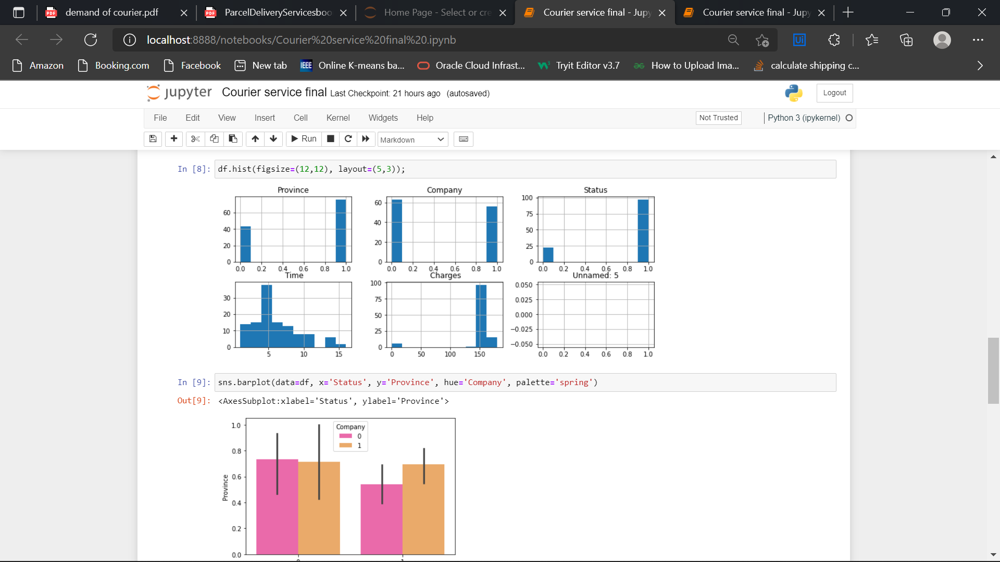 demand of courier.pdf
ParcelDeliveryServicesboo
Home Page - Select or cre
Courier service final - Jupy
Courier service final - Jupy
localhost:8888/notebooks/Courier%20service%20final%20.ipynb
Amazon
Booking.com
Facebook
New tab
IEEE Online K-means ba...
Oracle Cloud Infrast...
Tryit Editor v3.7
How to Upload Ima...
calculate shipping c...
jupyter Courier service final Last Checkpoint: 21 hours ago (autosaved)
Logout
File Edit View Insert Cell Kernel Widgets Help
Not Trusted
Python 3 (ipykernel)
Run
Markdown
In [8]: df.hist(figsize=(12,12), layout=(5,3));
Province
60
40
20
0
0.0 0.2 0.4 0.6 0.8 1.0
Company
60
40
20
0
0.0 0.2 0.4 0.6 0.8 1.0
Status
100
75
50
25
0
0.0 0.2 0.4 0.6 0.8 1.0
Time
30
20
10
0
5 10 15
Charges
100
75
50
25
0
0 50 100 150
Unnamed: 5
0.050
0.025
0.000
−0.025
−0.050
0.0 0.2 0.4 0.6 0.8 1.0
In [9]: sns.barplot(data=df, x='Status', y='Province', hue='Company', palette='spring')
Out[9]: <AxesSubplot:xlabel='Status', ylabel='Province'>
Company
0
1
Province
1.0
0.8
0.6
0.4
0.2
0.0